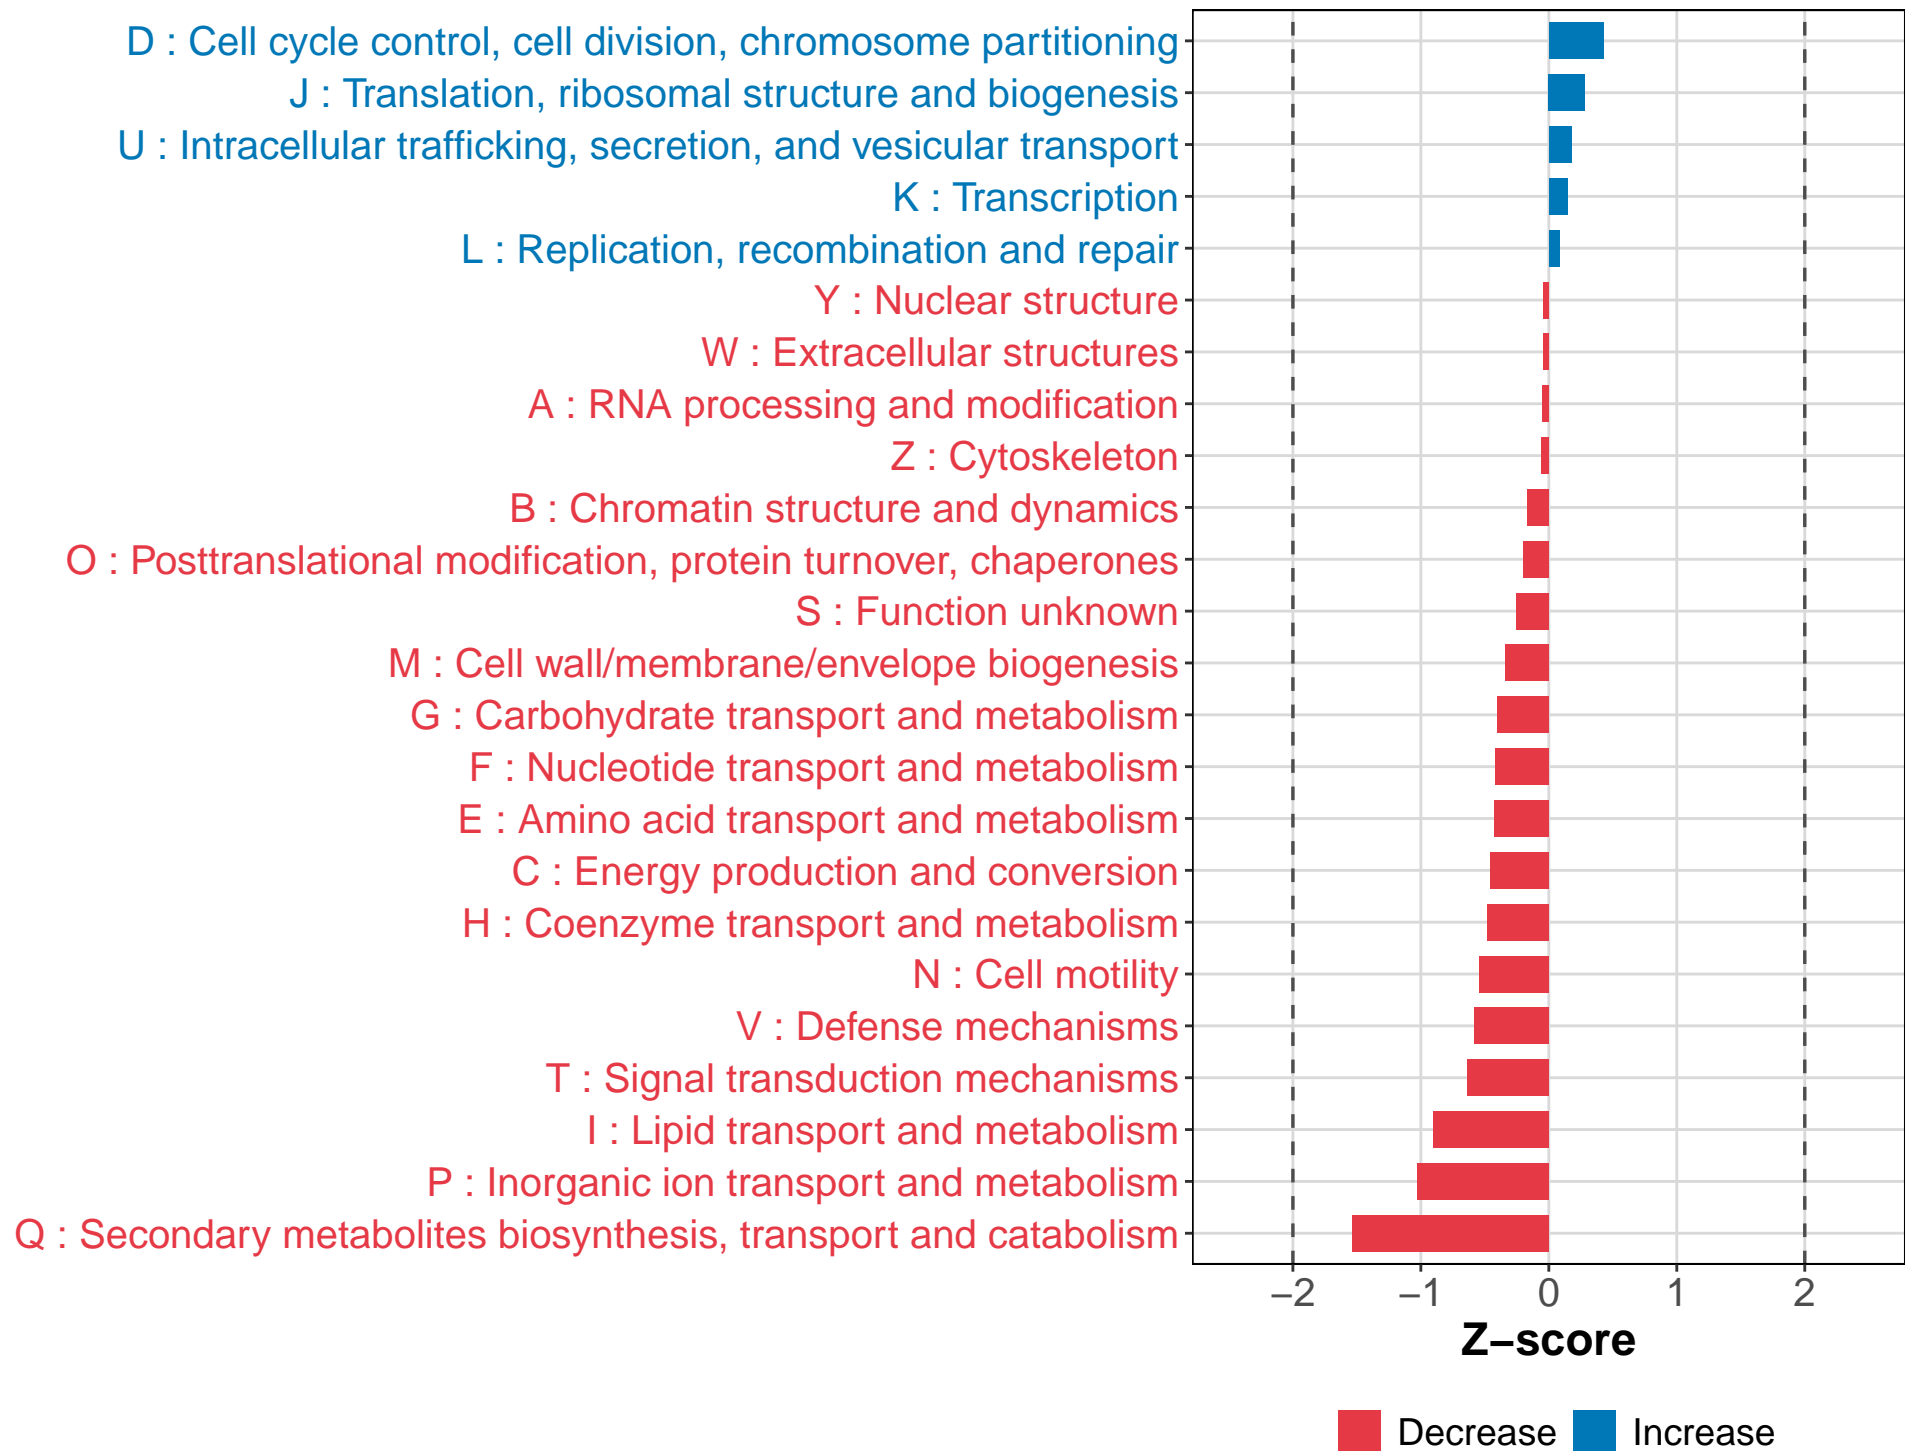 D : Cell cycle control, cell division, chromosome partitioning
J : Translation, ribosomal structure and biogenesis
U : Intracellular trafficking, secretion, and vesicular transport
K : Transcription
L : Replication, recombination and repair
Y : Nuclear structure
W : Extracellular structures
A : RNA processing and modification
Z : Cytoskeleton
B : Chromatin structure and dynamics
O : Posttranslational modification, protein turnover, chaperones
S : Function unknown
M : Cell wall/membrane/envelope biogenesis
G : Carbohydrate transport and metabolism
F : Nucleotide transport and metabolism
E : Amino acid transport and metabolism
C : Energy production and conversion
H : Coenzyme transport and metabolism
N : Cell motility
V : Defense mechanisms
T : Signal transduction mechanisms
I : Lipid transport and metabolism
P : Inorganic ion transport and metabolism
Q : Secondary metabolites biosynthesis, transport and catabolism
−2 −1 0 1 2
Z−score
Decrease Increase